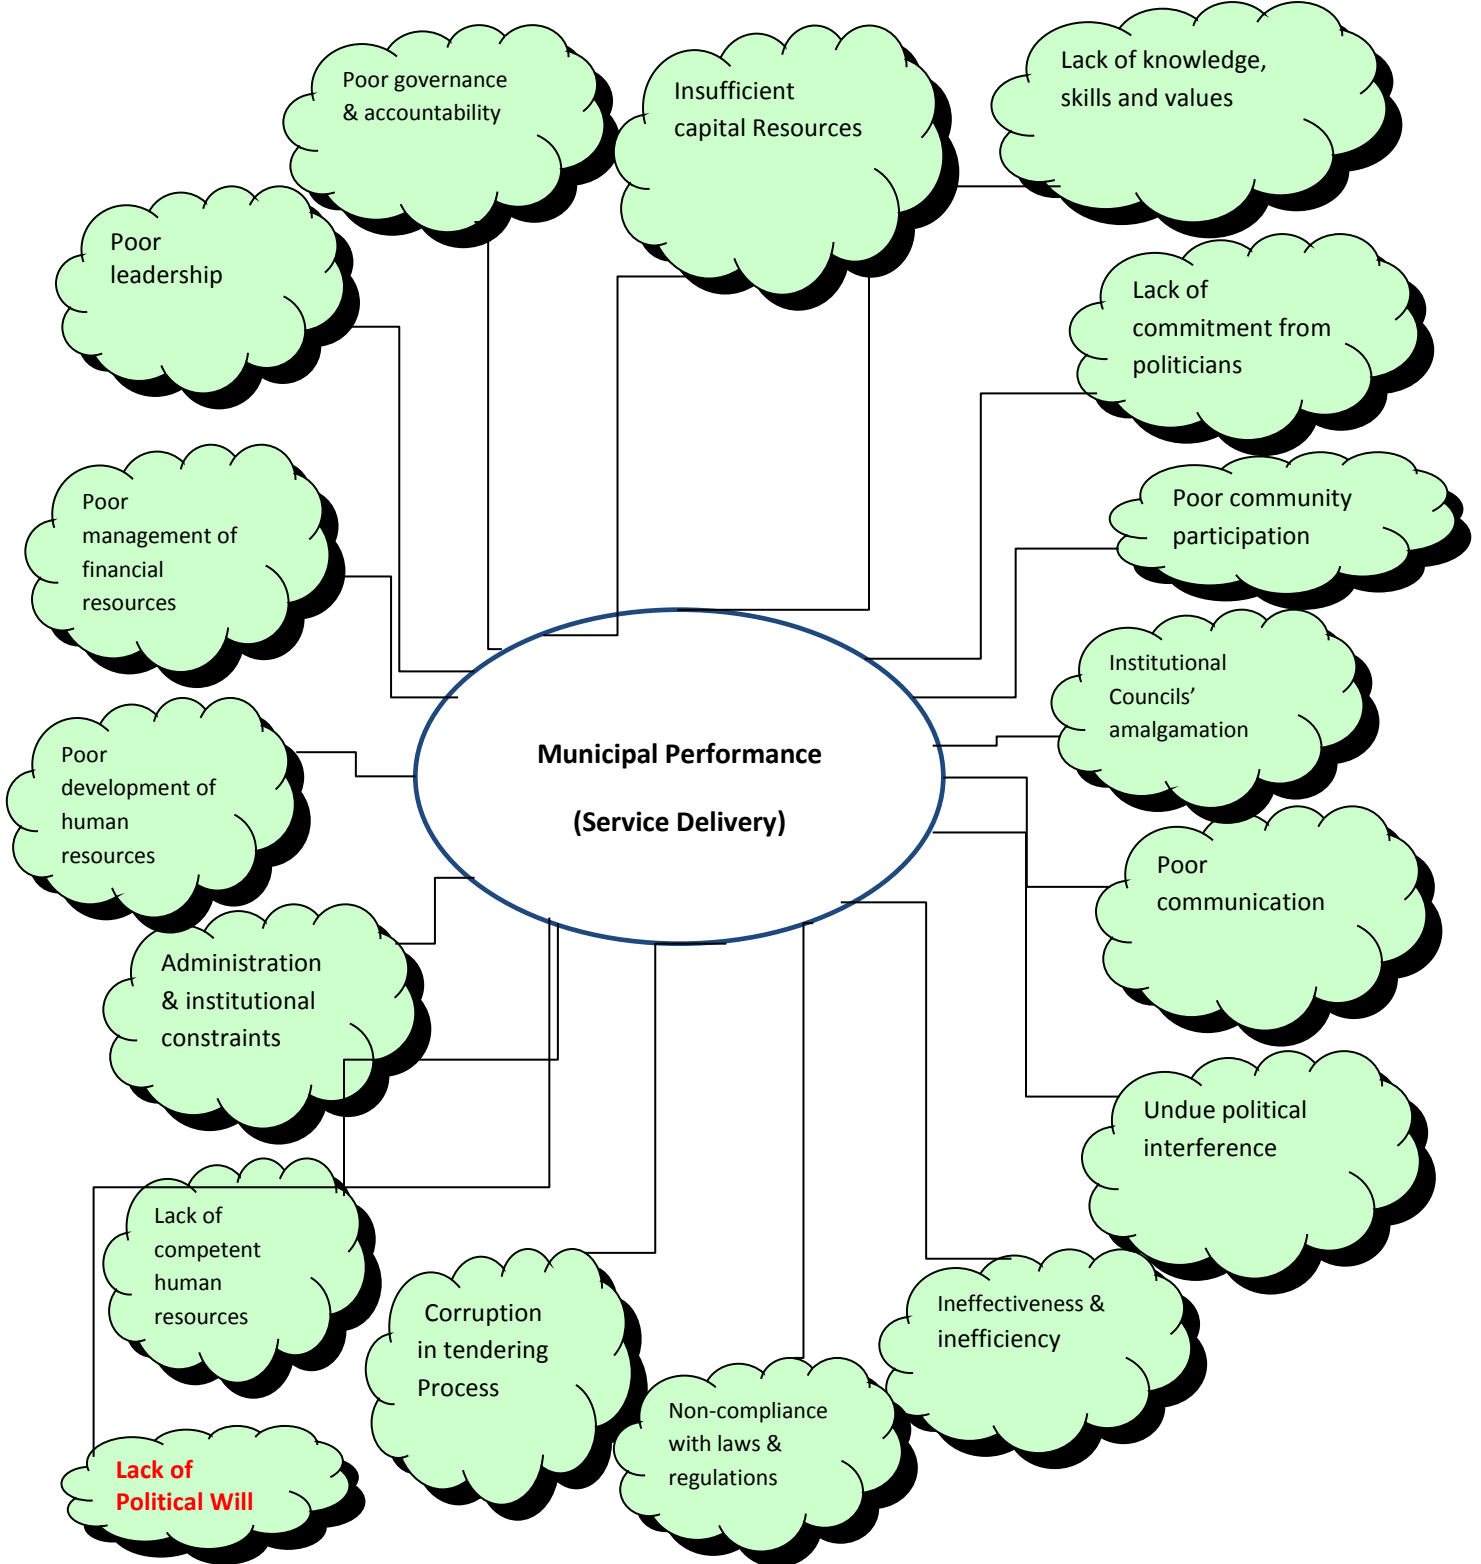 Poor governance
& accountability
Insufficient
capital Resources
Lack of knowledge,
skills and values
Poor
leadership
Lack of
commitment from
politicians
Poor
management of
financial
resources
Poor community
participation
Institutional
Councils’
amalgamation
Municipal Performance
(Service Delivery)
Poor
development of
human
resources
Poor
communication
Administration
& institutional
constraints
Undue political
interference
Lack of
competent
human
resources
Corruption
in tendering
Process
Ineffectiveness &
inefficiency
Non-compliance
with laws &
regulations
Lack of
Political Will